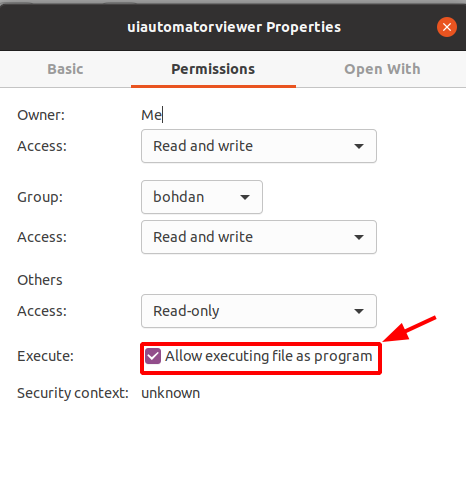 uiautomatorviewer Properties
Basic Permissions Open With
Owner: Me
Access: Read and write
Group: bohdan
Access: Read and write
Others
Access: Read-only
Execute: Allow executing file as program
Security context: unknown